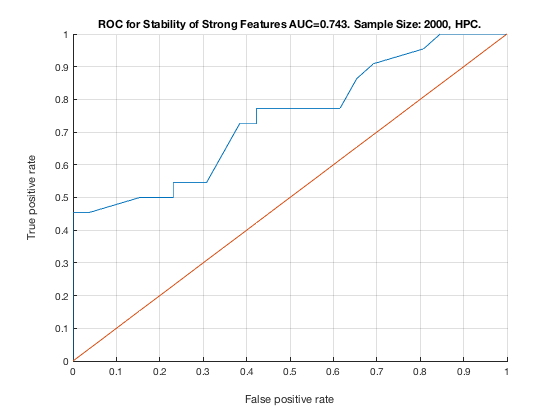 ROC for Stability of Strong Features AUC=0.743. Sample Size: 2000, HPC.
1
0.9
0.8
0.7
0.6
0.5
0.4
0.3
0.2
0.1
0
True positive rate
0 0.1 0.2 0.3 0.4 0.5 0.6 0.7 0.8 0.9 1
False positive rate